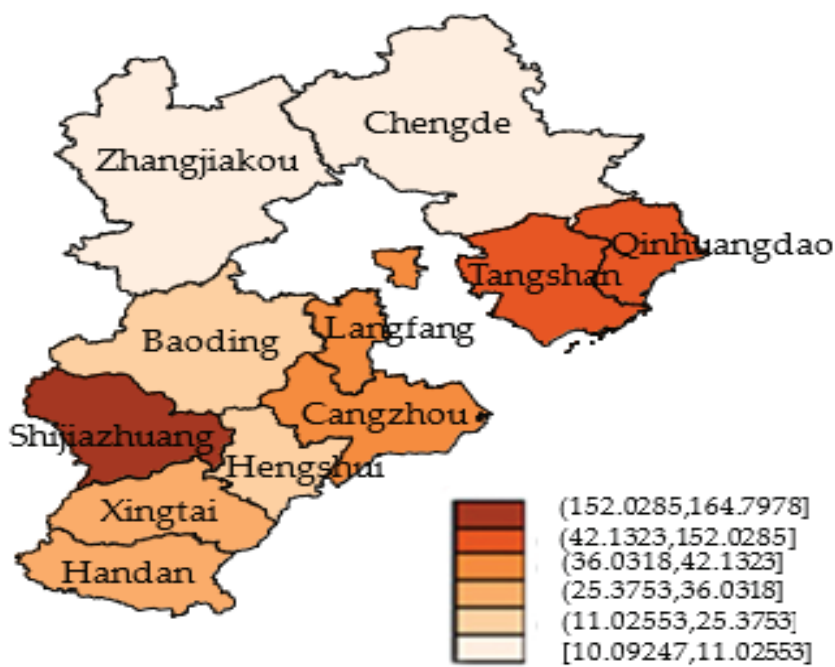 Chengde
Zhangjiakou
Qinhuangdao
Tangshan
Langfang
Baoding
Cangzhou
Shijiazhuang
Hengshui
Xingtai
Handan
(152.0285,164.7978]
(42.1323,152.0285]
(36.0318,42.1323]
(25.3753,36.0318]
(11.02553,25.3753]
[10.09247,11.02553]